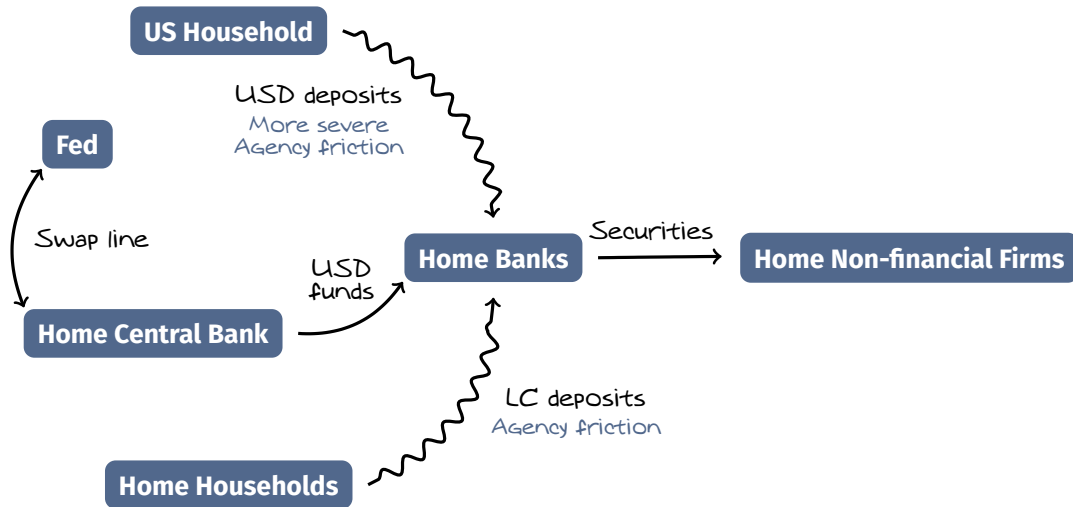 US Household
USD deposits
More severe
Agency friction
Fed
Swap line
USD
funds
Home Banks
Securities
Home Non-financial Firms
Home Central Bank
LC deposits
Agency friction
Home Households